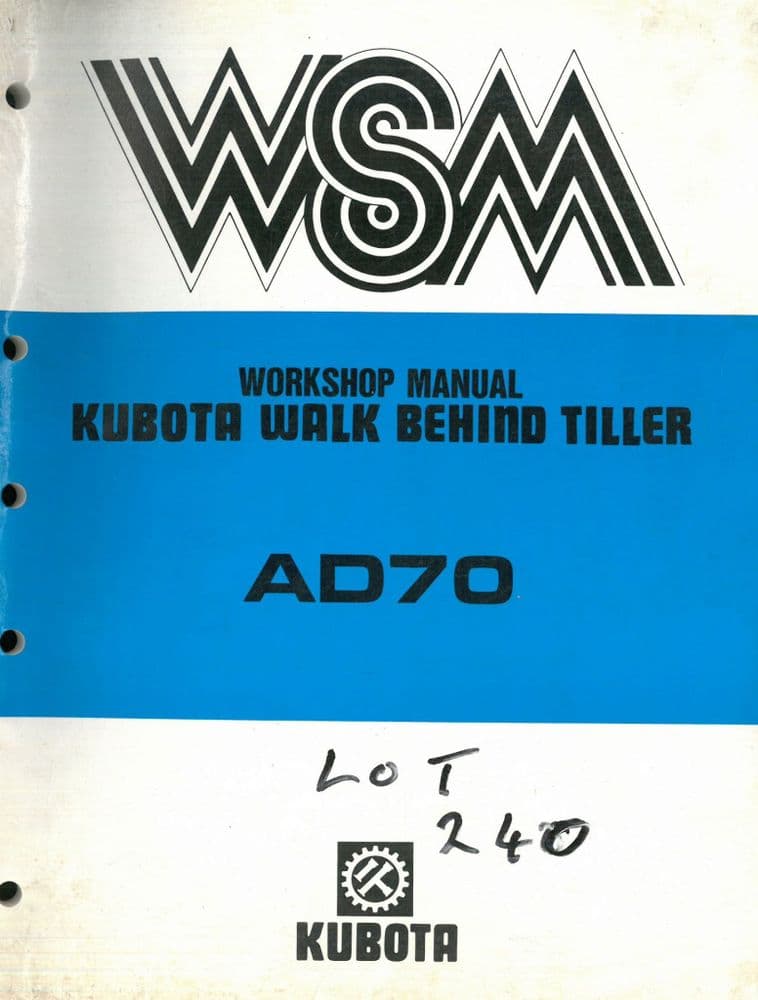 WSM
WORKSHOP MANUAL
KUBOTA WALK BEHIND TILLER
AD70
LOT
240
KUBOTA